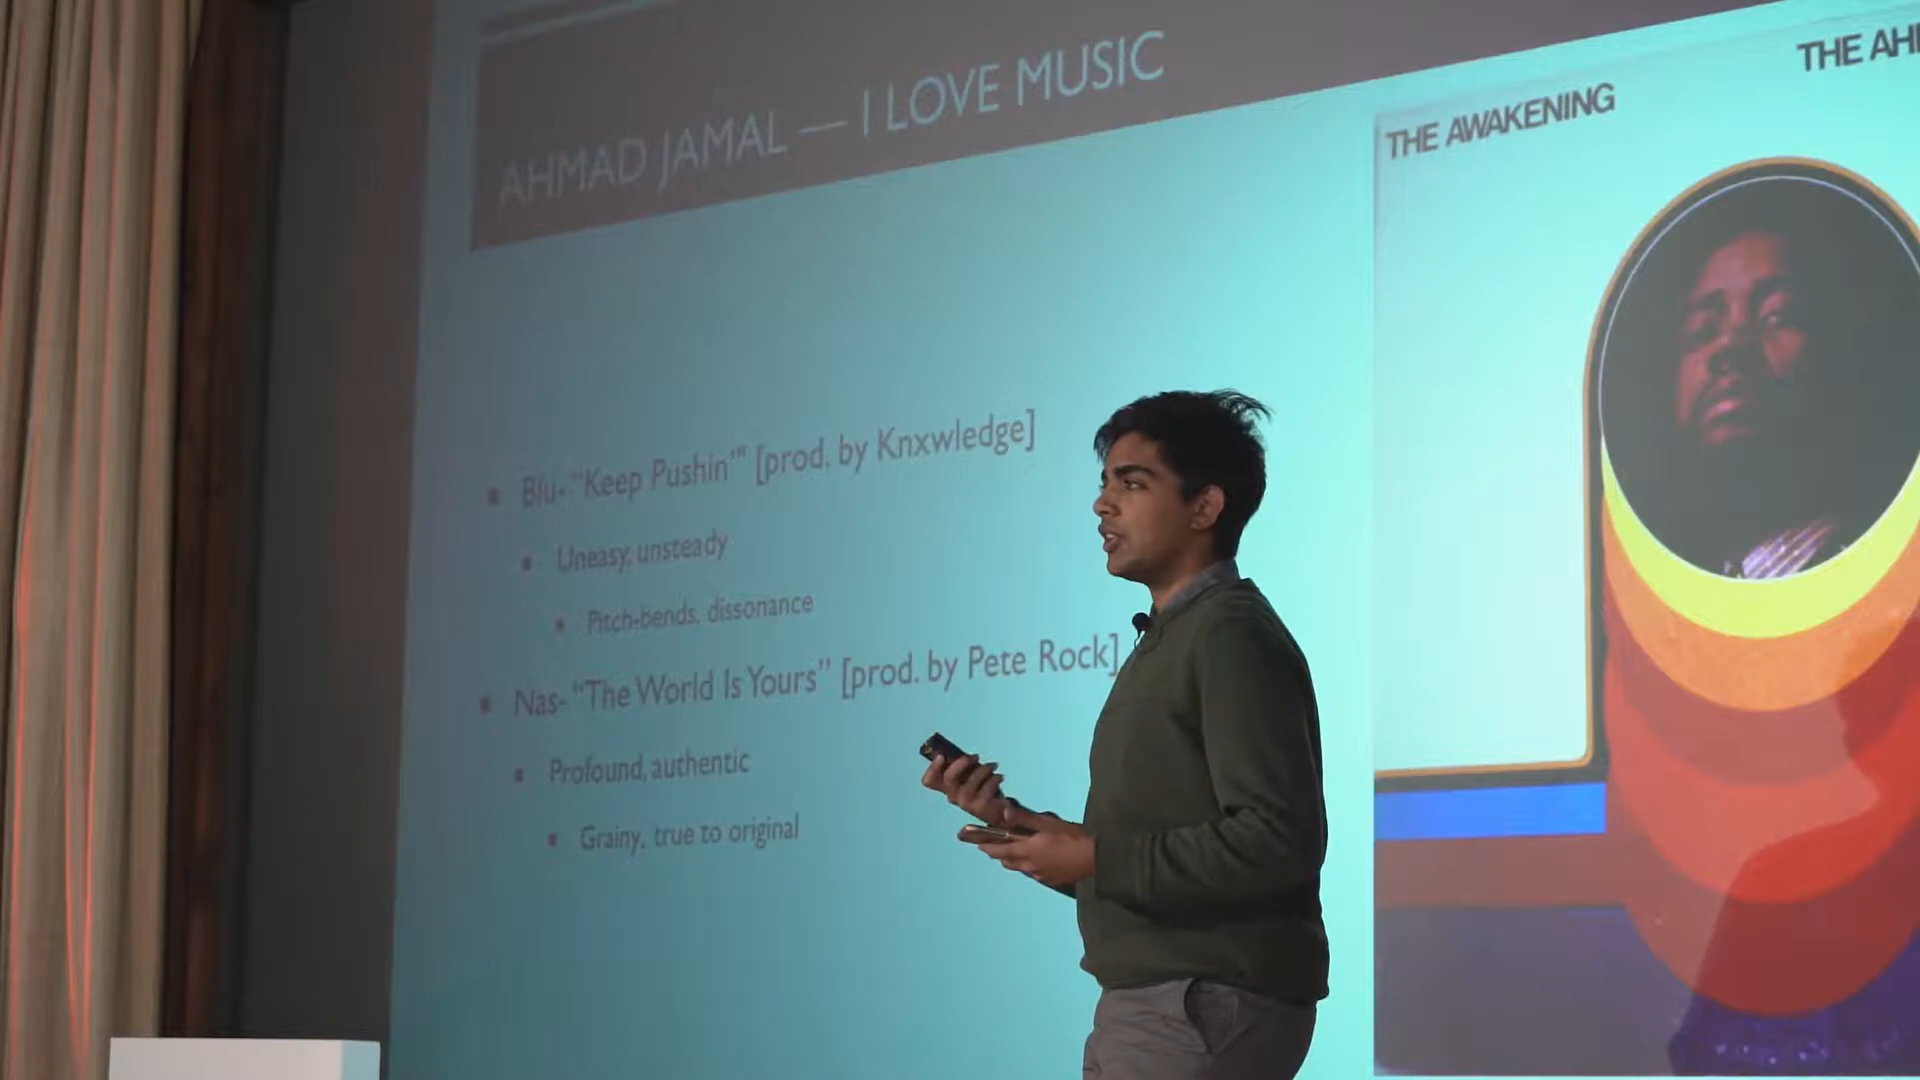 AHMAD JAMAL — I LOVE MUSIC
Blu- "Keep Pushin'" [prod. by Knxwledge]
Uneasy, unsteady
Pitch-bends, dissonance
Nas- "The World Is Yours" [prod. by Pete Rock]
Profound, authentic
Grainy, true to original
THE AWAKENING
THE AH